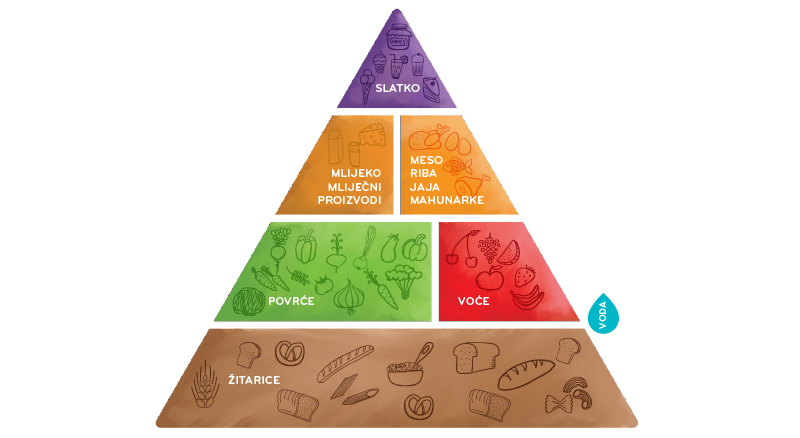 SLATKO
MLIJEKO
MLIJEČNI
PROIZVODI
MESO
RIBA
JAJA
MAHUNARKE
POVRĆE
VOĆE
VODA
ŽITARICE